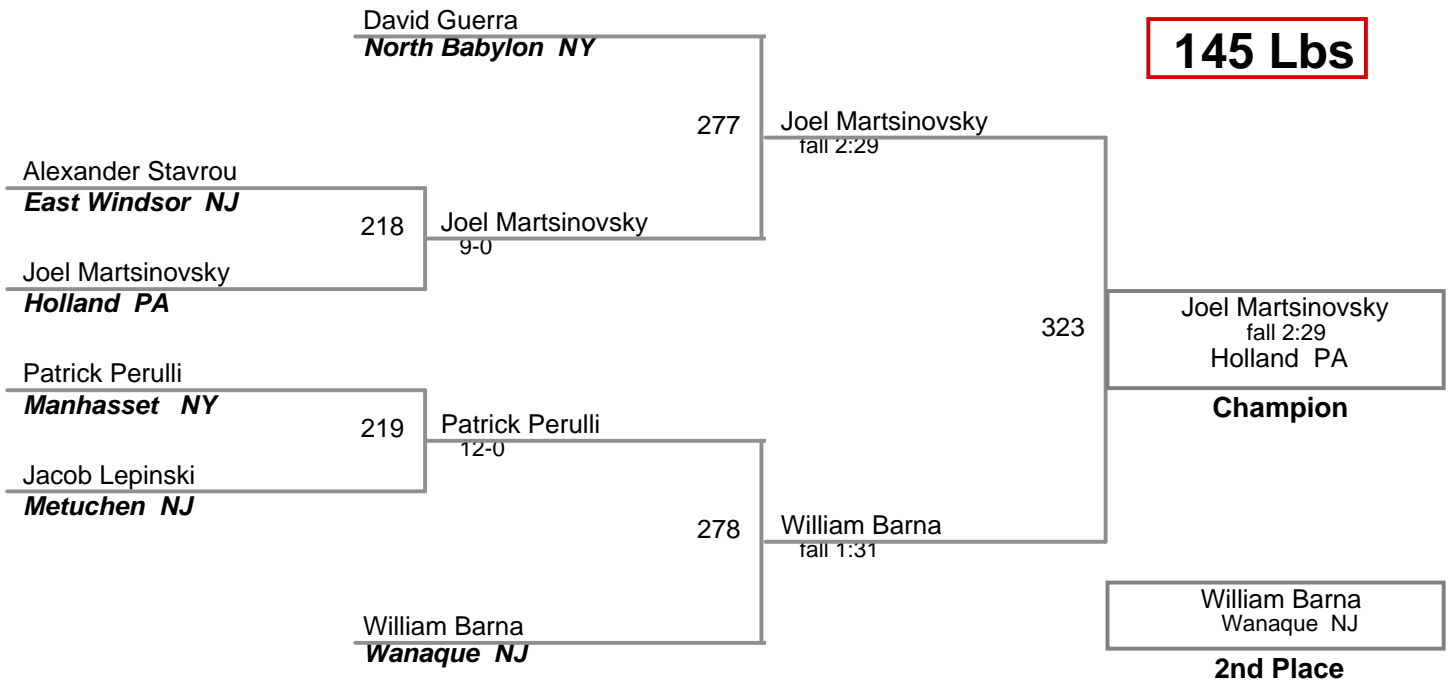 David Guerra
North Babylon NY
145 Lbs
277
Joel Martsinovsky
fall 2:29
Alexander Stavrou
East Windsor NJ
218
Joel Martsinovsky
9-0
Joel Martsinovsky
Holland PA
323
Joel Martsinovsky
fall 2:29
Holland PA
Champion
Patrick Perulli
Manhasset NY
219
Patrick Perulli
12-0
Jacob Lepinski
Metuchen NJ
278
William Barna
fall 1:31
William Barna
Wanaque NJ
William Barna
Wanaque NJ
2nd Place